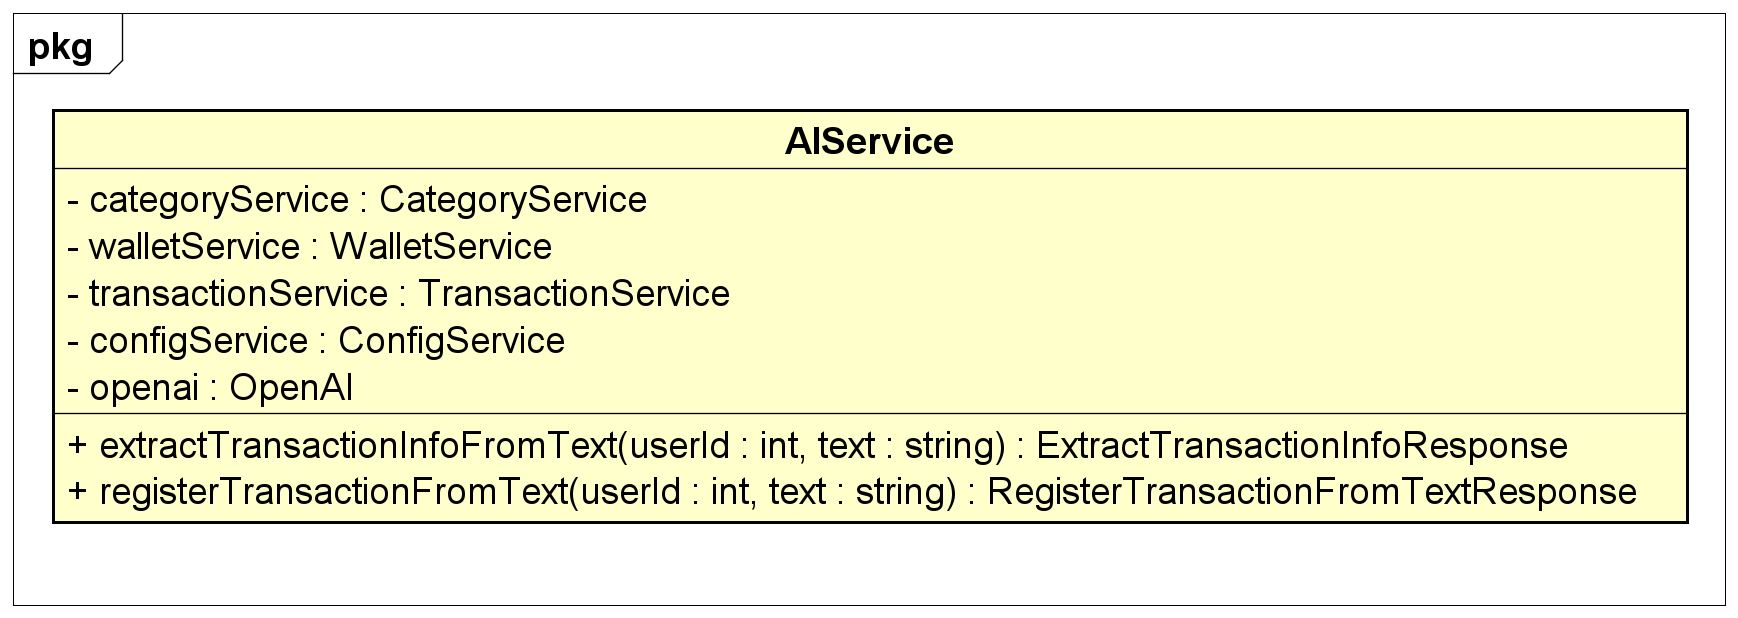 pkg
AIService
- categoryService : CategoryService
- walletService : WalletService
- transactionService : TransactionService
- configService : ConfigService
- openai : OpenAI
+ extractTransactionInfoFromText(userId : int, text : string) : ExtractTransactionInfoResponse
+ registerTransactionFromText(userId : int, text : string) : RegisterTransactionFromTextResponse